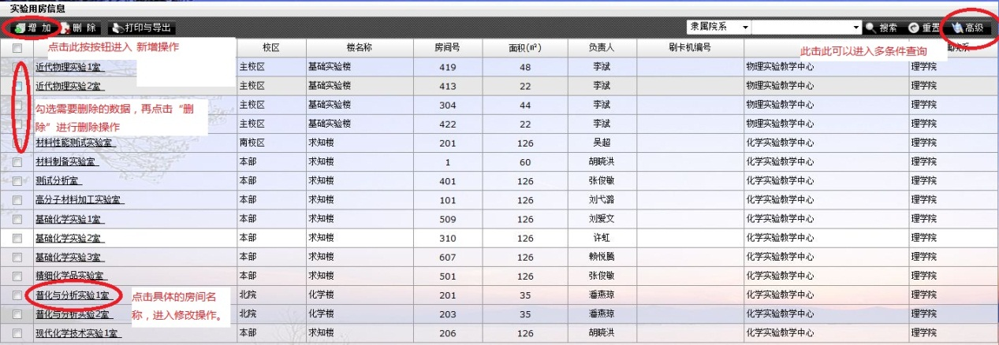 实验用房信息
增 加 删 除 打印与导出 隶属院系 搜索 重置 高级
点击此按按钮进入 新增操作
校区 楼名称 房间号 面积(㎡) 负责人 刷卡机编号
此击此可以进入多条件查询
近代物理实验1室 主校区 基础实验楼 419 48 李斌 物理实验教学中心 理学院
近代物理实验2室 主校区 基础实验楼 413 22 李斌 物理实验教学中心 理学院
勾选需要删除的数据，再点击“删
除”进行删除操作
主校区 基础实验楼 304 44 李斌 物理实验教学中心 理学院
主校区 基础实验楼 422 22 李斌 物理实验教学中心 理学院
材料性能测试实验室 南校区 求知楼 201 126 吴超 化学实验教学中心 理学院
材料制备实验室 本部 求知楼 1 60 胡晓洪 化学实验教学中心 理学院
测试分析室 本部 求知楼 401 126 张俊敏 化学实验教学中心 理学院
高分子材料加工实验室 本部 求知楼 101 126 刘弋潞 化学实验教学中心 理学院
基础化学实验1室 本部 求知楼 509 126 刘爱文 化学实验教学中心 理学院
基础化学实验2室 本部 求知楼 310 126 许虹 化学实验教学中心 理学院
基础化学实验3室 本部 求知楼 607 126 赖悦腾 化学实验教学中心 理学院
精细化学品实验室 本部 求知楼 501 126 张俊敏 化学实验教学中心 理学院
普化与分析实验1室 北院 化学楼 201 35 潘燕琼 化学实验教学中心 理学院
点击具体的房间名
称，进入修改操作。
普化与分析实验2室 北院 化学楼 203 35 潘燕琼 化学实验教学中心 理学院
现代化学技术实验1室 本部 求知楼 206 126 胡晓洪 化学实验教学中心 理学院